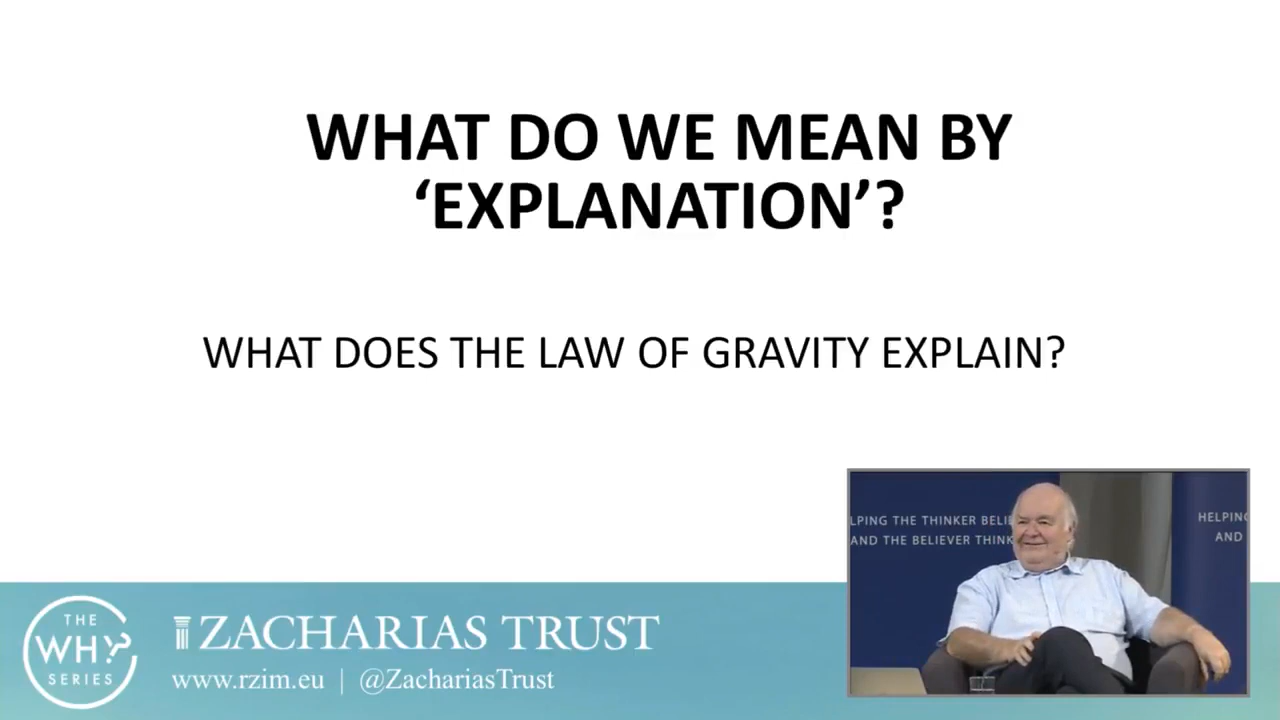 WHAT DO WE MEAN BY
‘EXPLANATION’?
WHAT DOES THE LAW OF GRAVITY EXPLAIN?
LPING THE THINKER BELI
AND THE BELIEVER THINK
HELPING
AND
THE
WHY?
SERIES
ZACHARIAS TRUST
www.rzim.eu | @ZachariasTrust